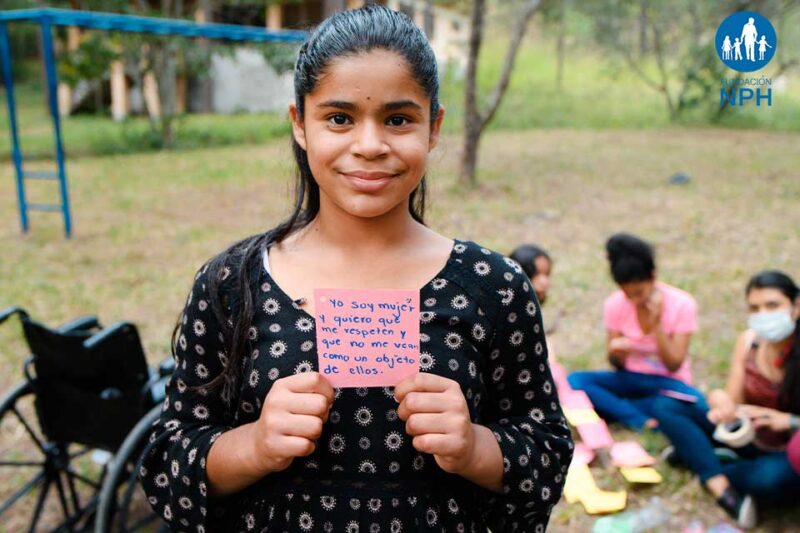 FUNDACIÓN
NPH
Yo soy mujer
y quiero que
me respeten y
que no me vean
como un objeto
de ellos.